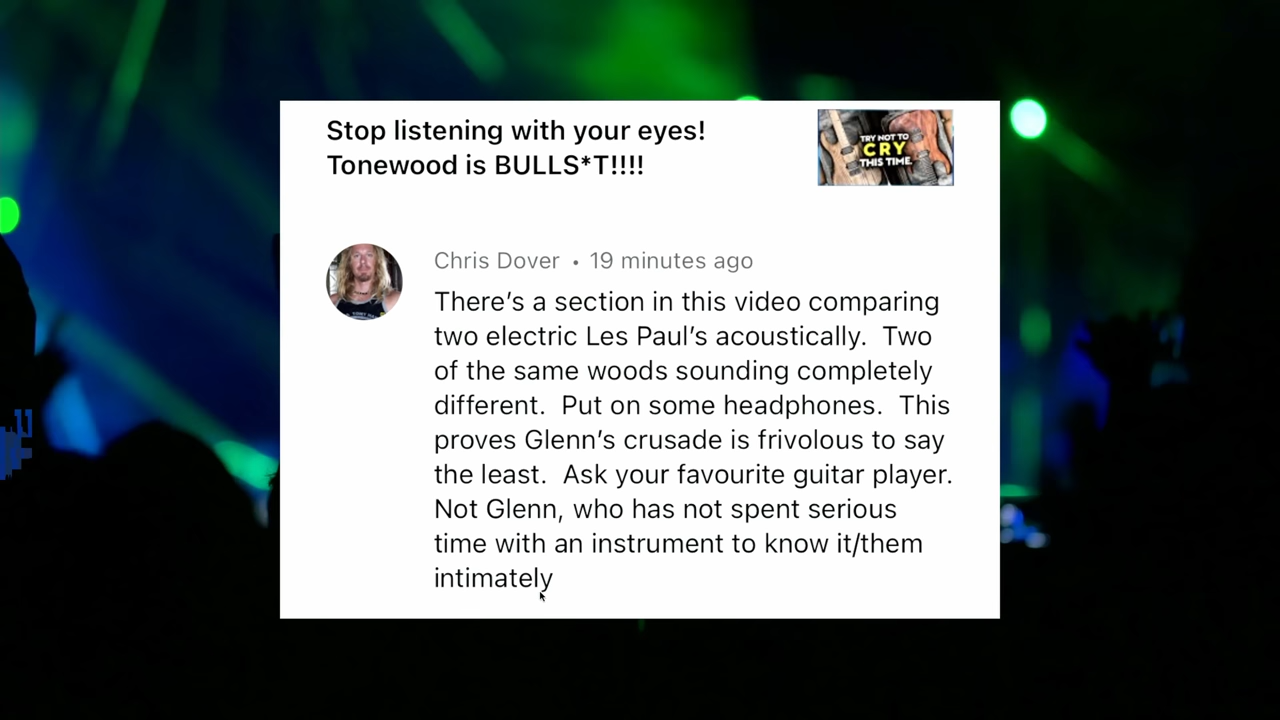 Stop listening with your eyes!
Tonewood is BULLS*T!!!!
TRY NOT TO
CRY
THIS TIME.
Chris Dover • 19 minutes ago
There’s a section in this video comparing
two electric Les Paul’s acoustically.  Two
of the same woods sounding completely
different.  Put on some headphones.  This
proves Glenn’s crusade is frivolous to say
the least.  Ask your favourite guitar player.
Not Glenn, who has not spent serious
time with an instrument to know it/them
intimately